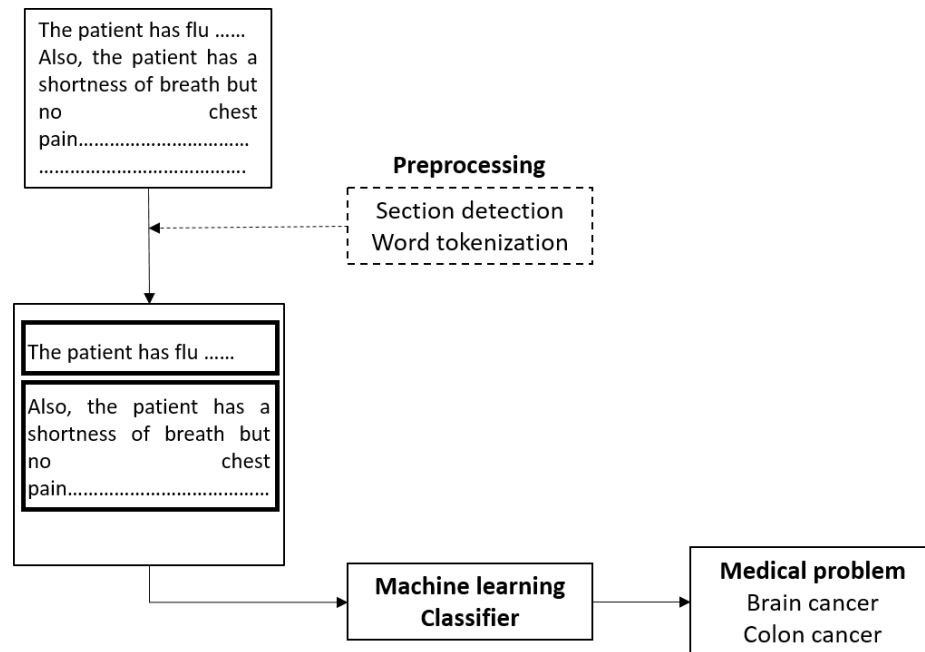 The patient has flu ......
Also, the patient has a
shortness of breath but
no chest
pain.................................
........................................
Preprocessing
Section detection
Word tokenization
The patient has flu ......
Also, the patient has a
shortness of breath but
no chest
pain.......................................
Machine learning
Classifier
Medical problem
Brain cancer
Colon cancer